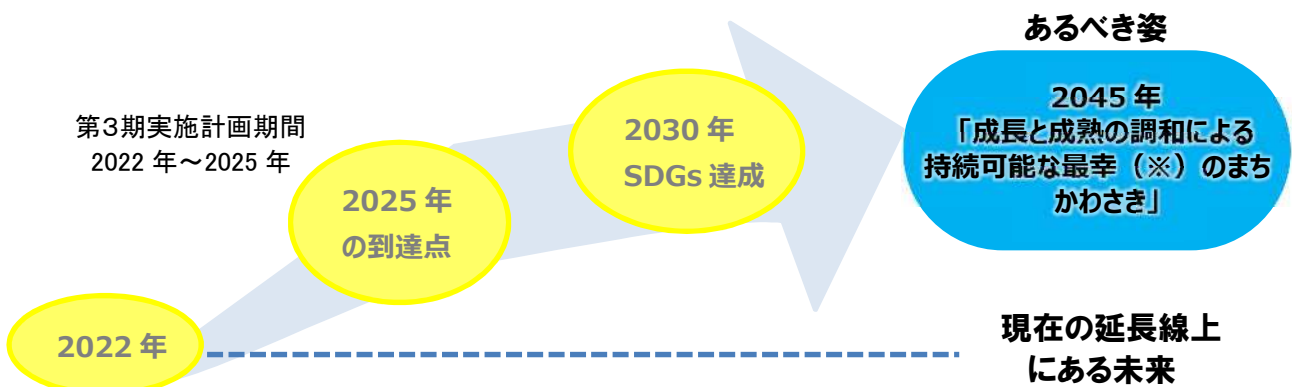 あるべき姿
2045 年
「成長と成熟の調和による
持続可能な最幸（※）のまち
かわさき」
第3期実施計画期間
2022 年～2025 年
2030 年
SDGs 達成
2025 年
の到達点
2022 年
現在の延長線上
にある未来